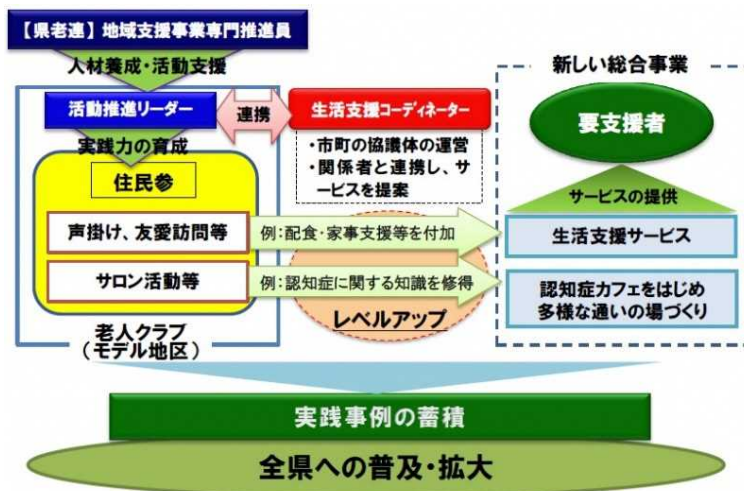 【県老連】地域支援事業専門推進員
人材養成・活動支援
活動推進リーダー
連携
生活支援コーディネーター
・市町の協議体の運営
・関係者と連携し、サ
ービスを提案
新しい総合事業
要支援者
実践力の育成
住民参
サービスの提供
声掛け、友愛訪問等
例：配食・家事支援等を付加
生活支援サービス
サロン活動等
例：認知症に関する知識を修得
認知症カフェをはじめ
多様な通いの場づくり
レベルアップ
老人クラブ
（モデル地区）
実践事例の蓄積
全県への普及・拡大